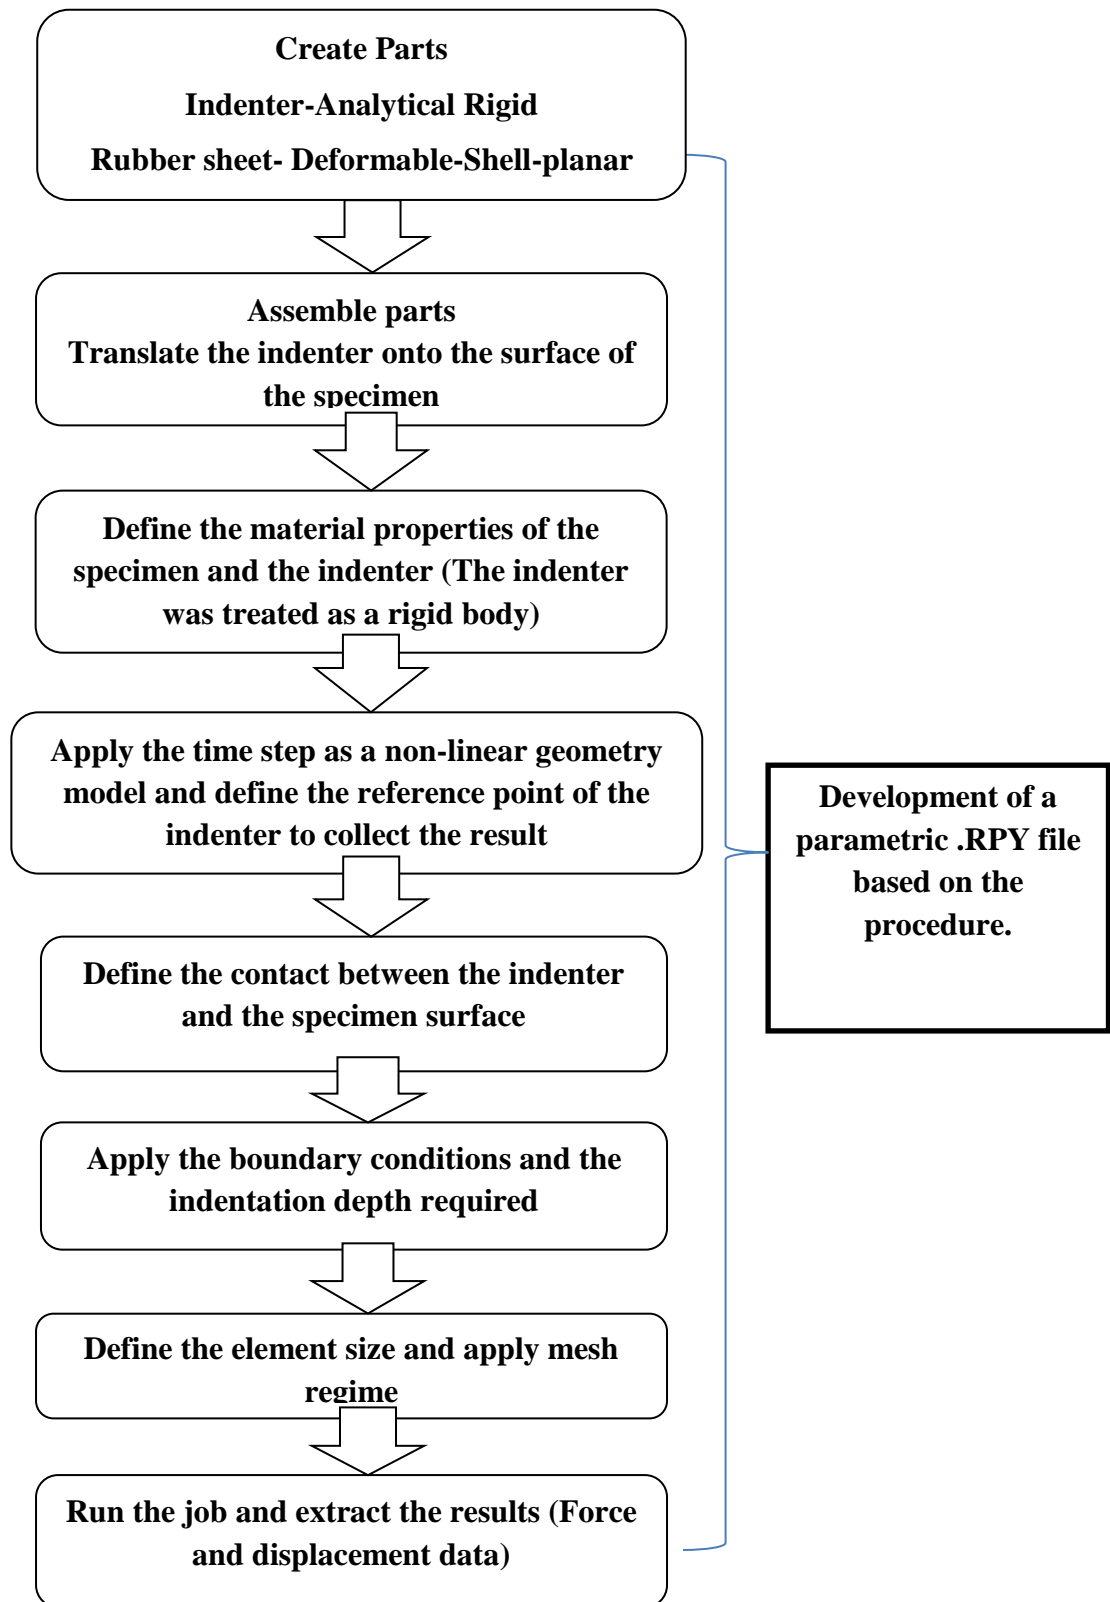 Create Parts
Indenter-Analytical Rigid
Rubber sheet- Deformable-Shell-planar
Assemble parts
Translate the indenter onto the surface of
the specimen
Define the material properties of the
specimen and the indenter (The indenter
was treated as a rigid body)
Apply the time step as a non-linear geometry
model and define the reference point of the
indenter to collect the result
Define the contact between the indenter
and the specimen surface
Apply the boundary conditions and the
indentation depth required
Define the element size and apply mesh
regime
Run the job and extract the results (Force
and displacement data)
Development of a
parametric .RPY file
based on the
procedure.